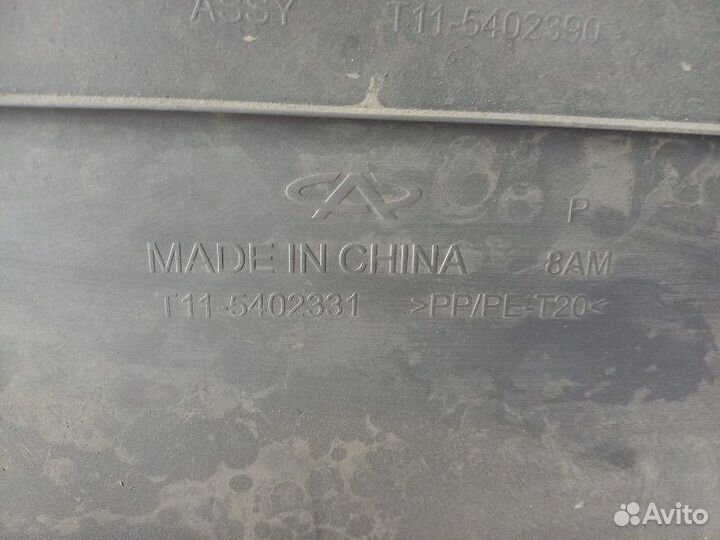 ASSY T11-5402390
P
MADE IN CHINA 8AM
T11-5402331 >PP/PE-T20<
Avito